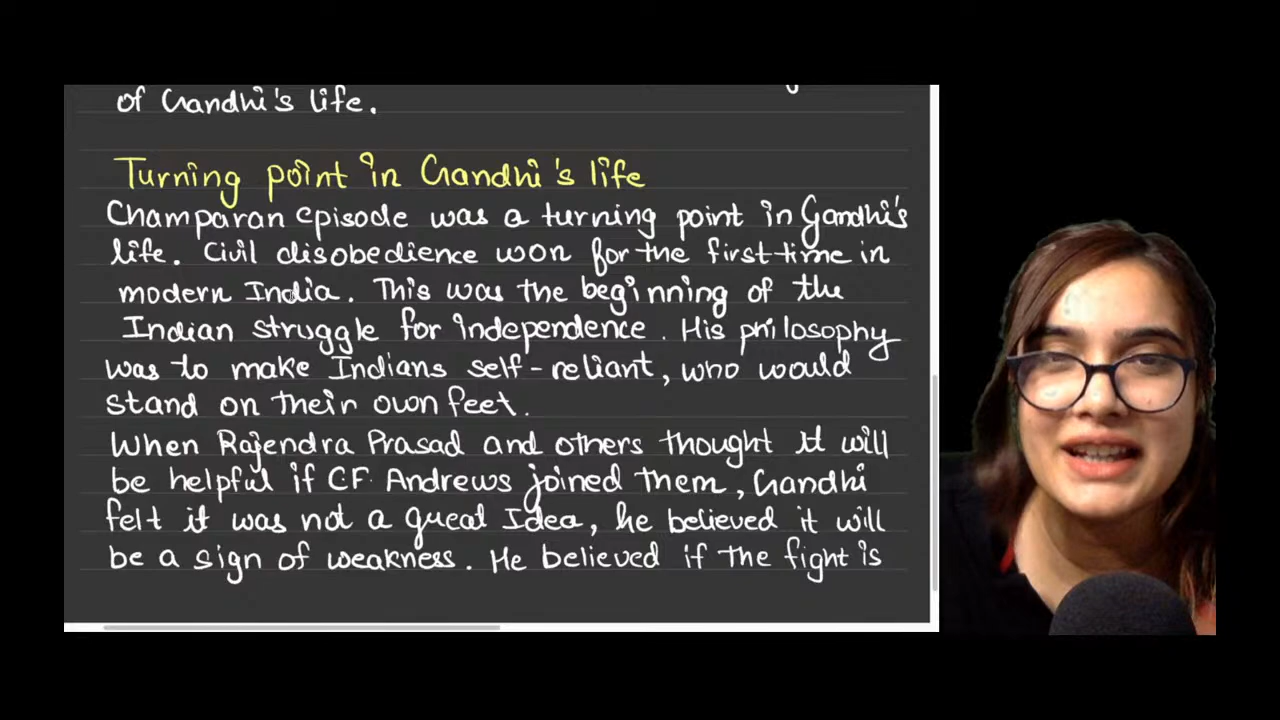 of Gandhi's life.
Turning point in Gandhi's life
Champaran episode was a turning point in Gandhi's
life. Civil disobedience won for the first time in
modern India. This was the beginning of the
Indian struggle for independence. His philosophy
was to make Indians self-reliant, who would
stand on their own feet.
When Rajendra Prasad and others thought it will
be helpful if CF. Andrews joined them, Gandhi
felt it was not a great Idea, he believed it will
be a sign of weakness. He believed if the fight is